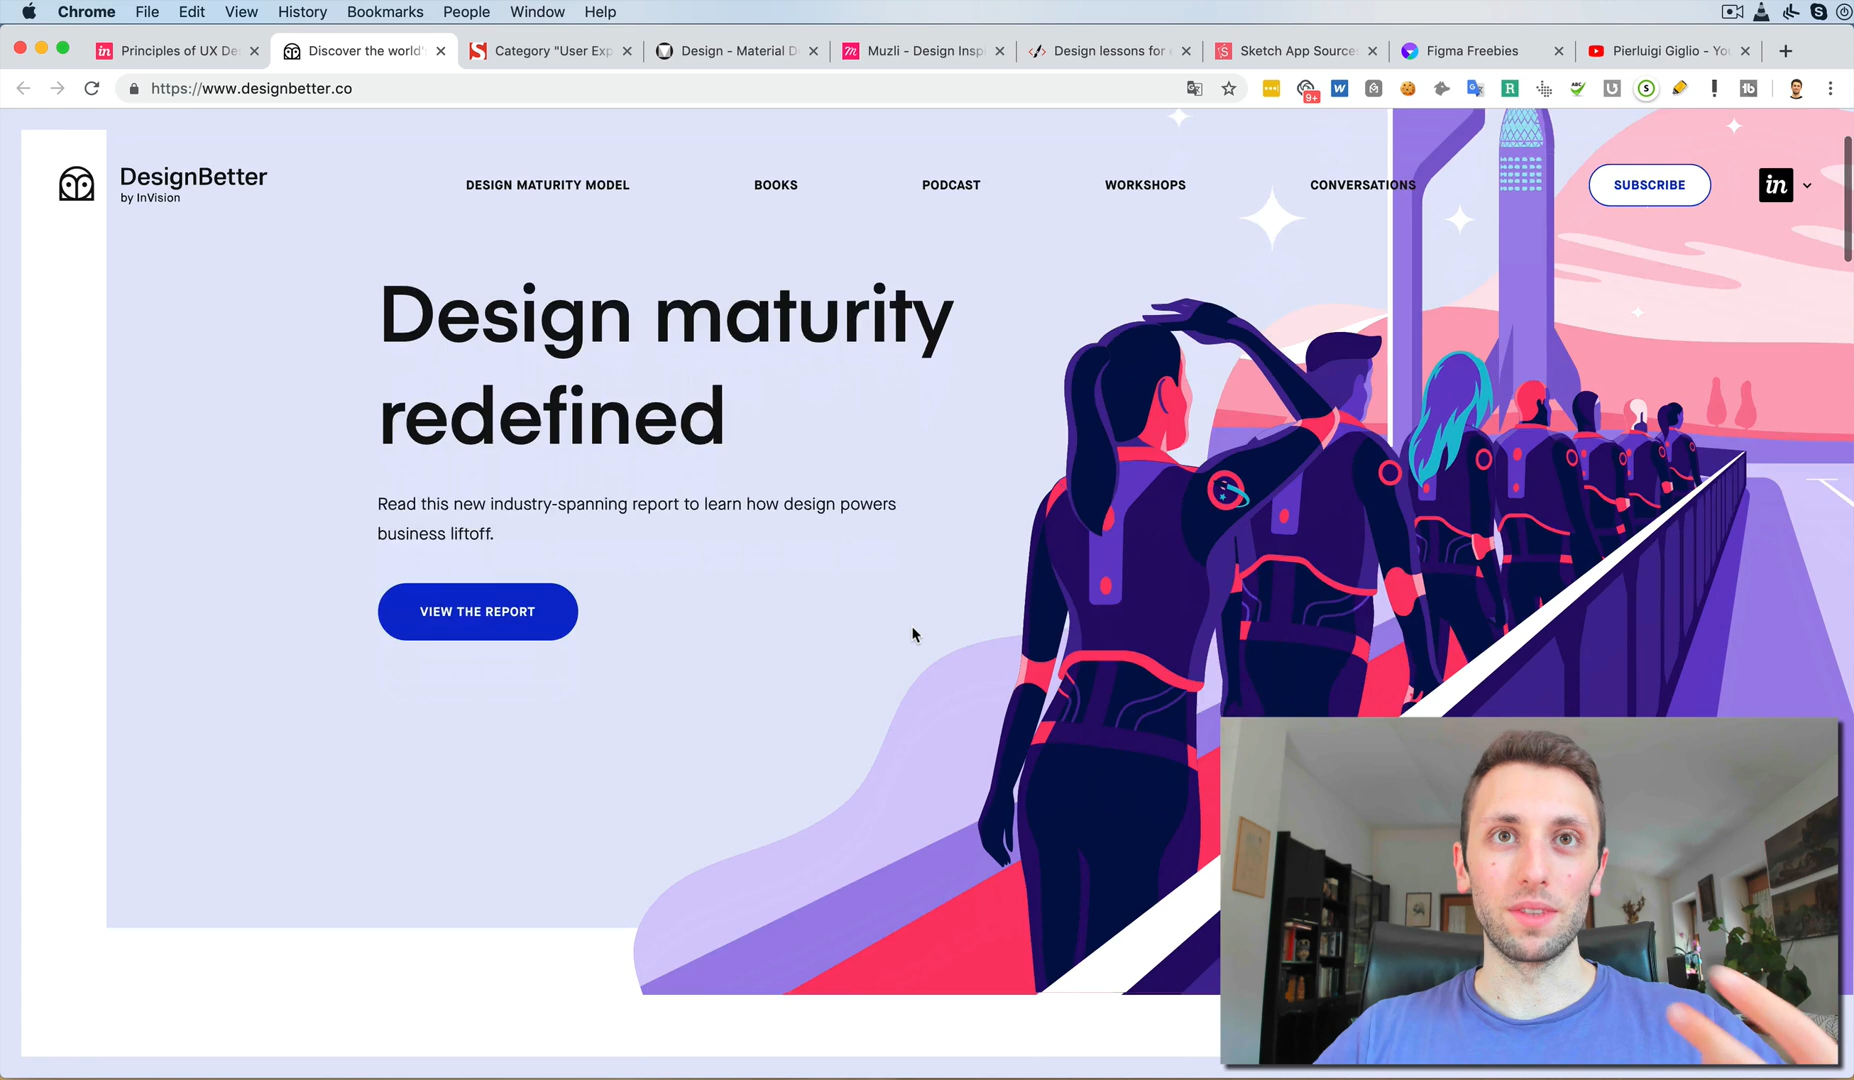 Chrome File Edit View History Bookmarks People Window Help
Principles of UX De
Discover the world'
Category "User Exp
Design - Material D
Muzli - Design Inspi
Design lessons for
Sketch App Source
Figma Freebies
Pierluigi Giglio - You
https://www.designbetter.co
9+
DesignBetter
by InVision
DESIGN MATURITY MODEL
BOOKS
PODCAST
WORKSHOPS
CONVERSATIONS
SUBSCRIBE
in
Design maturity
redefined
Read this new industry-spanning report to learn how design powers
business liftoff.
VIEW THE REPORT